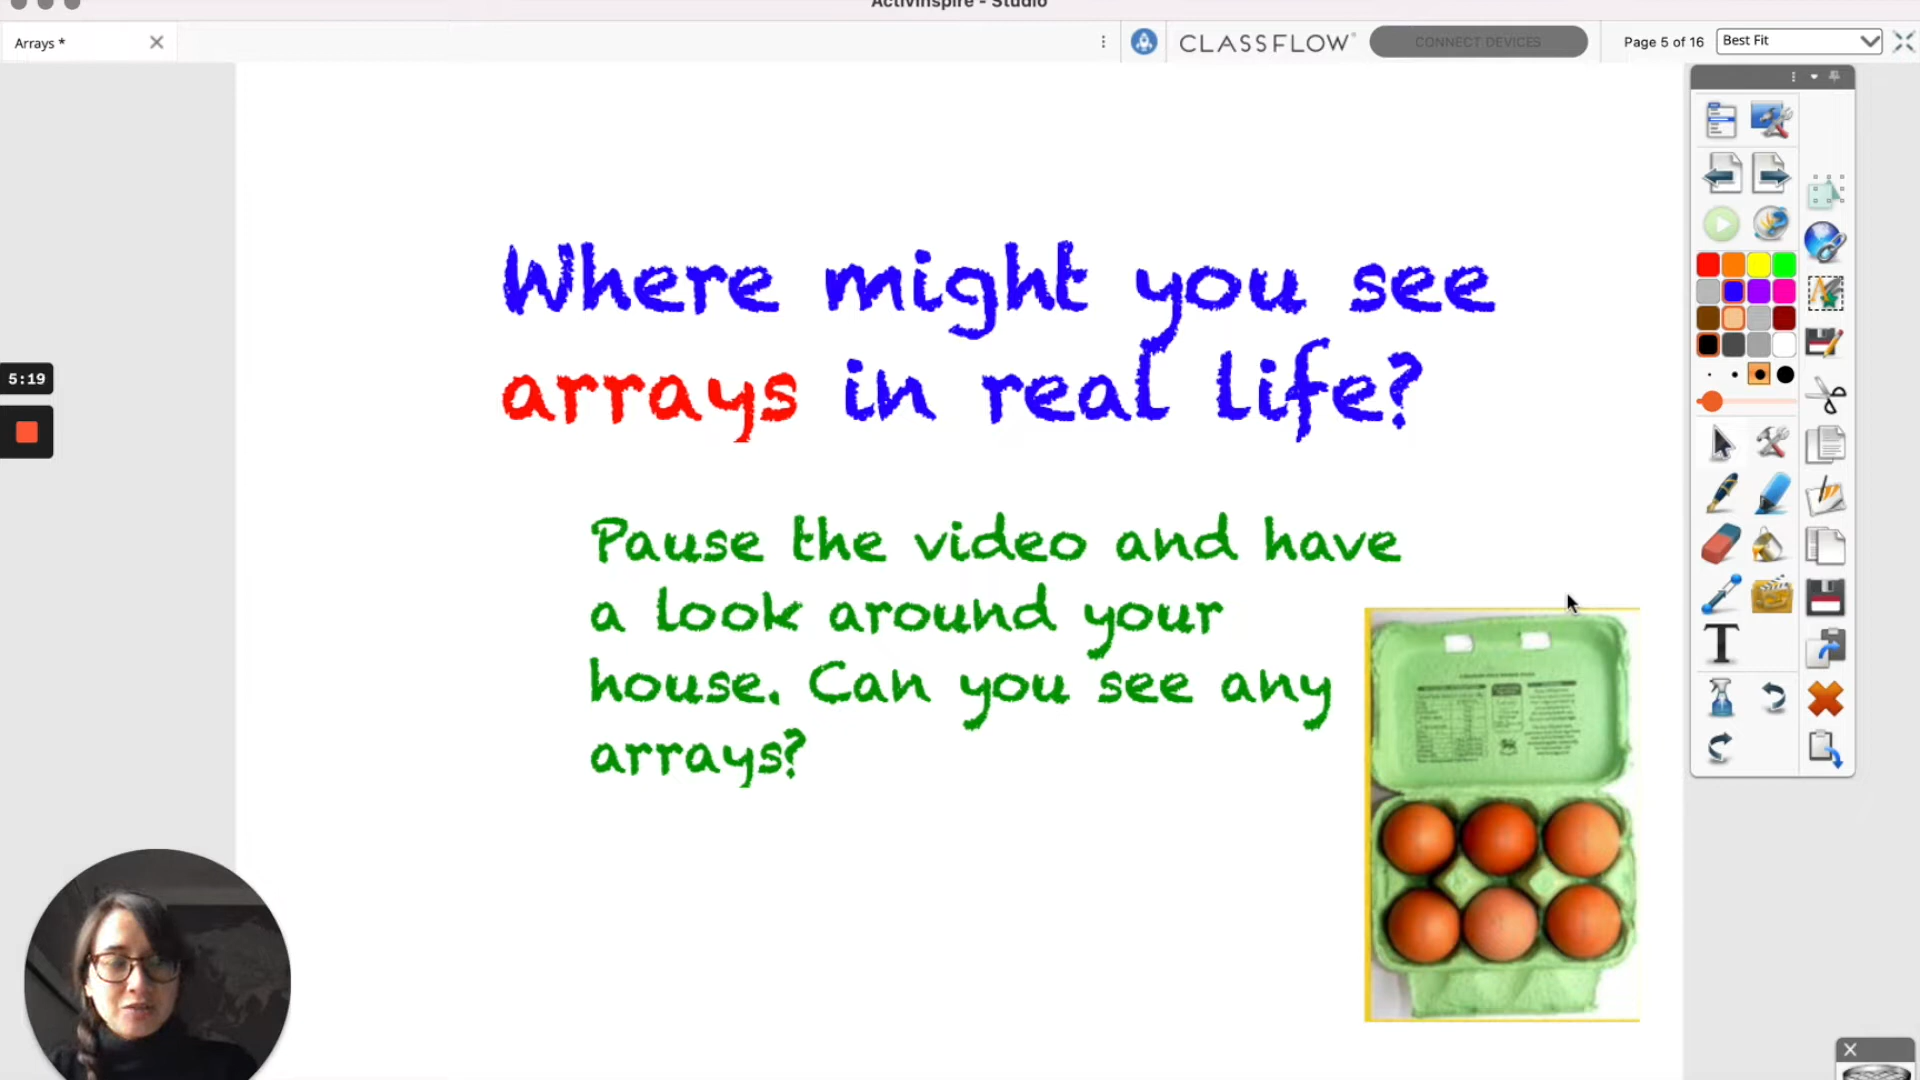 ActivInspire - Studio
Arrays *
CLASSFLOW
CONNECT DEVICES
Page 5 of 16
Best Fit
Where might you see
arrays in real life?
5:19
Pause the video and have
a look around your
house. Can you see any
arrays?
T